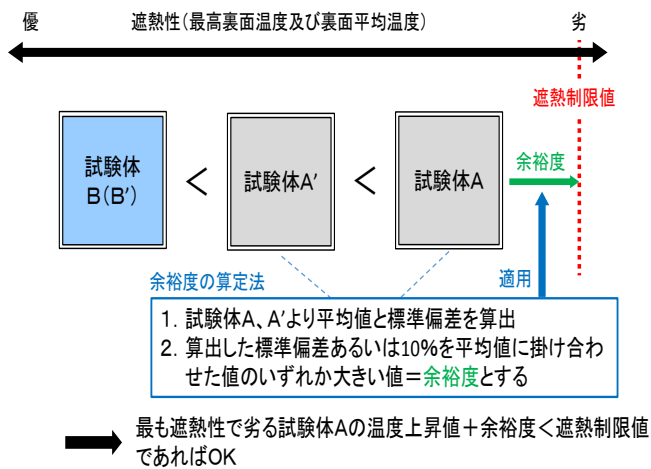 優 遮熱性(最高裏面温度及び裏面平均温度) 劣
遮熱制限値
試験体
B(B′)
<
試験体A′
<
試験体A
余裕度
余裕度の算定法
適用
1. 試験体A、A′より平均値と標準偏差を算出
2. 算出した標準偏差あるいは10%を平均値に掛け合わ
せた値のいずれか大きい値=余裕度とする
最も遮熱性で劣る試験体Aの温度上昇値+余裕度<遮熱制限値
であればOK